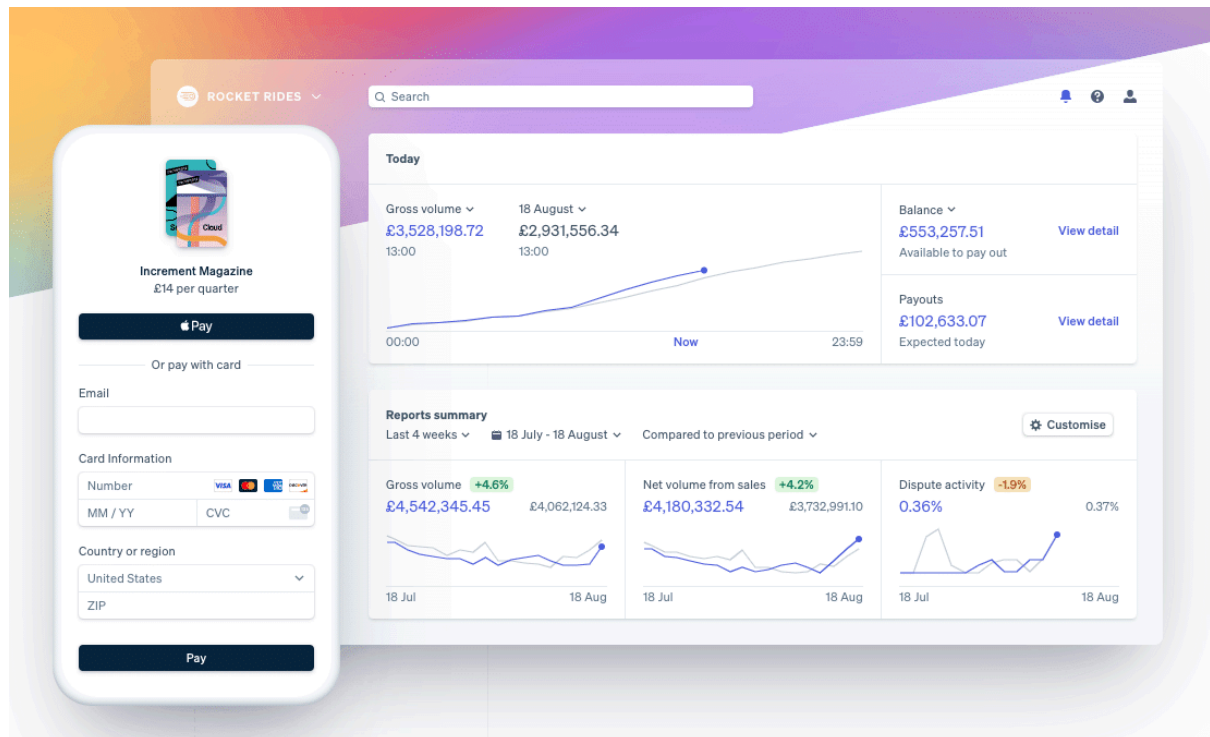 ROCKET RIDES
Search
Today
Gross volume
18 August
£3,528,198.72
£2,931,556.34
13:00
13:00
00:00
Now
23:59
Balance
£553,257.51
View detail
Available to pay out
Payouts
£102,633.07
View detail
Expected today
Reports summary
Customise
Last 4 weeks
18 July - 18 August
Compared to previous period
Gross volume +4.6%
£4,542,345.45
£4,062,124.33
18 Jul
18 Aug
Net volume from sales +4.2%
£4,180,332.54
£3,732,991.10
18 Jul
18 Aug
Dispute activity -1.9%
0.36%
0.37%
18 Jul
18 Aug
Cloud
Increment Magazine
£14 per quarter
Pay
Or pay with card
Email
Card Information
Number
VISA
DISCOVER
MM / YY
CVC
Country or region
United States
ZIP
Pay